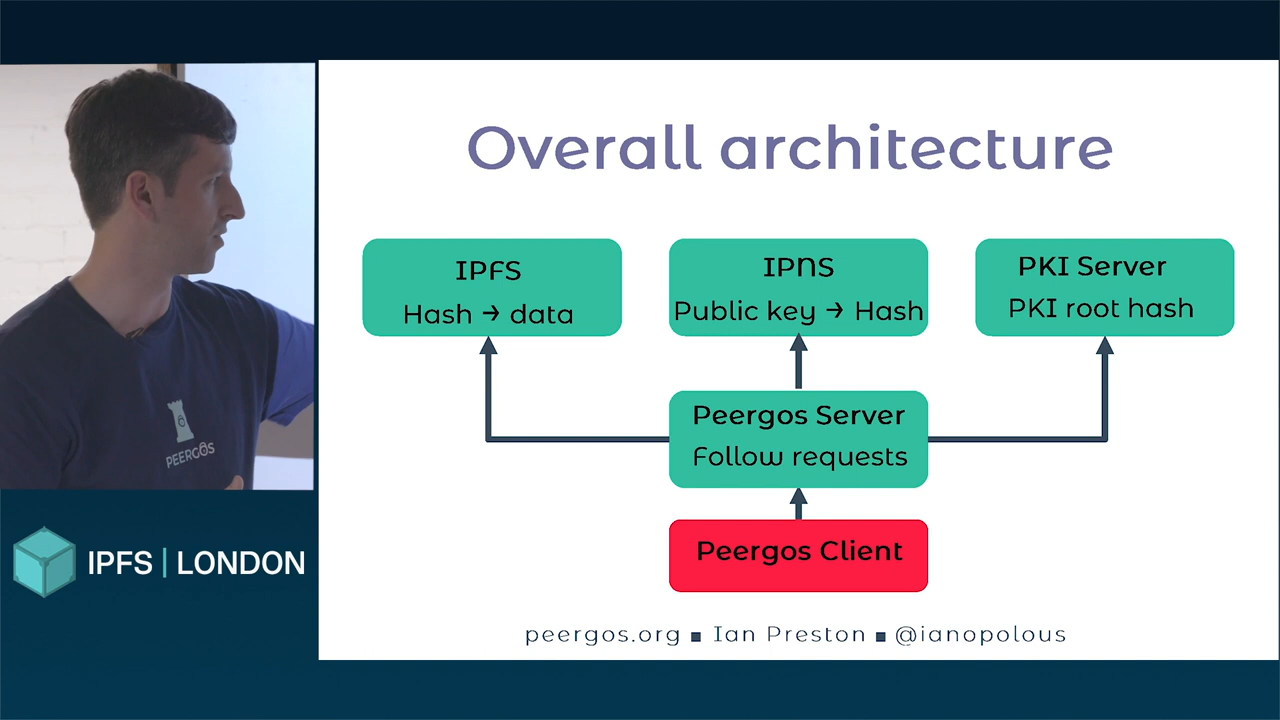 Overall architecture
IPFS
Hash → data
IPNS
Public key → Hash
PKI Server
PKI root hash
Peergos Server
Follow requests
Peergos Client
peergos.org ■ Ian Preston ■ @ianopolous
PEERGOS
IPFS | LONDON